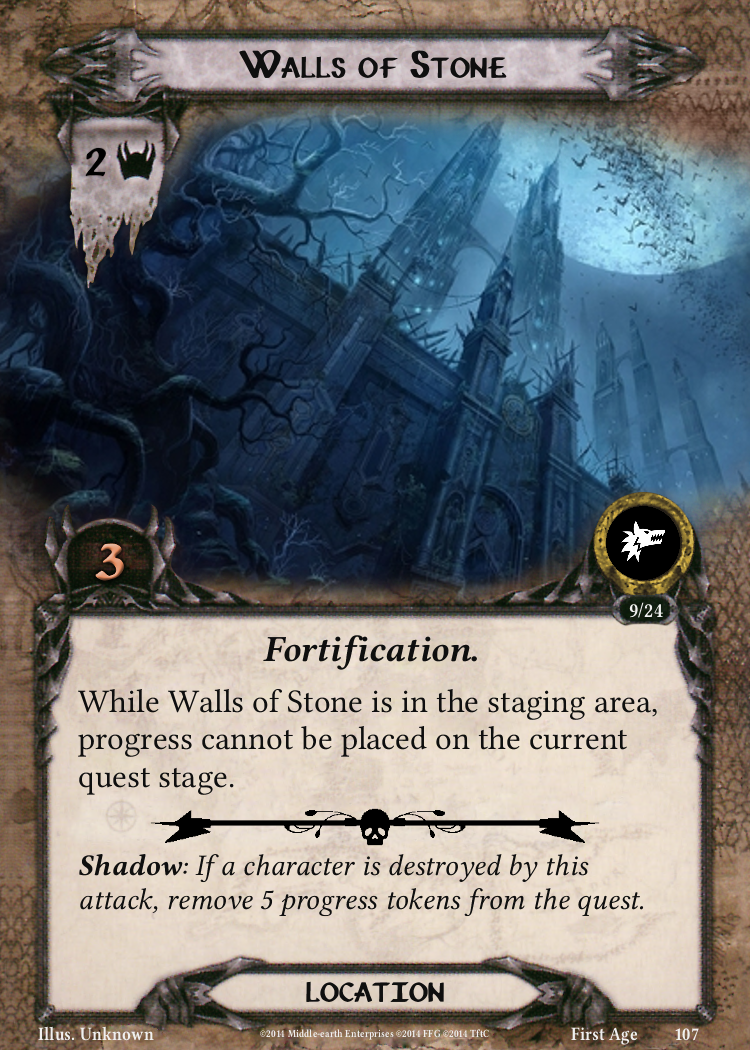 Walls of Stone
2
3
9/24
Fortification.
While Walls of Stone is in the staging area,
progress cannot be placed on the current
quest stage.
Shadow: If a character is destroyed by this
attack, remove 5 progress tokens from the quest.
LOCATION
Illus. Unknown ©2014 Middle-earth Enterprises ©2014 FFG ©2014 TftC First Age 107